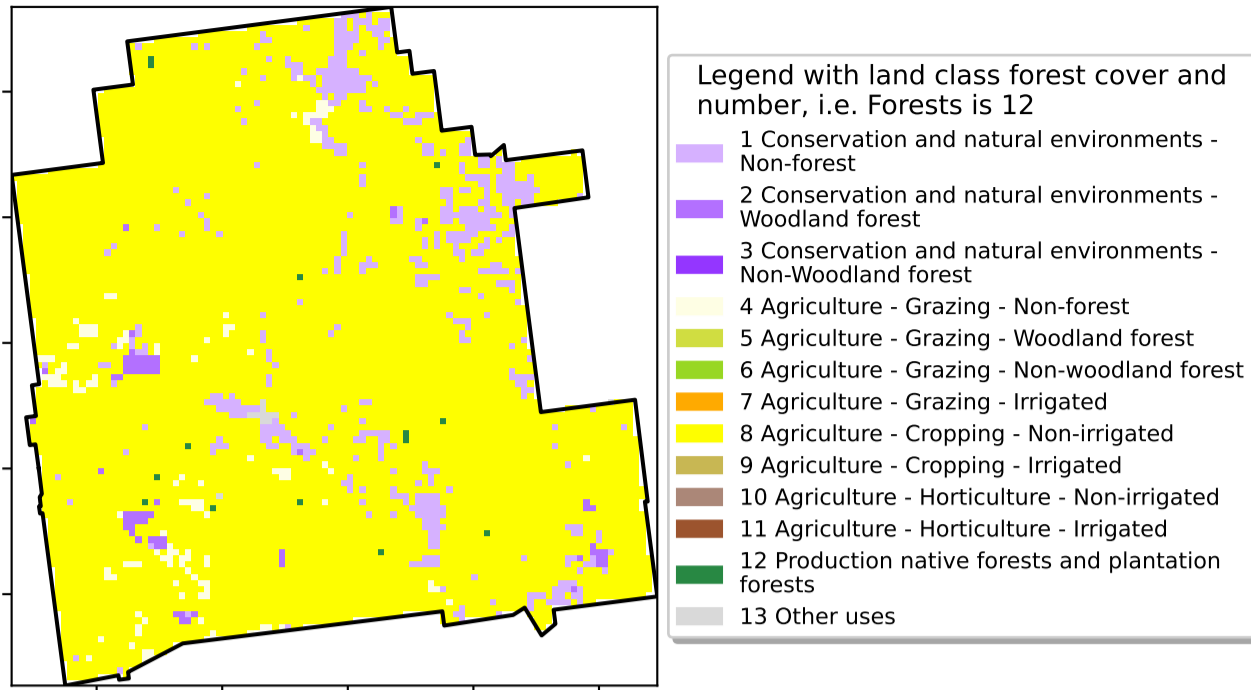 Legend with land class forest cover and
number, i.e. Forests is 12
1 Conservation and natural environments -
Non-forest
2 Conservation and natural environments -
Woodland forest
3 Conservation and natural environments -
Non-Woodland forest
4 Agriculture - Grazing - Non-forest
5 Agriculture - Grazing - Woodland forest
6 Agriculture - Grazing - Non-woodland forest
7 Agriculture - Grazing - Irrigated
8 Agriculture - Cropping - Non-irrigated
9 Agriculture - Cropping - Irrigated
10 Agriculture - Horticulture - Non-irrigated
11 Agriculture - Horticulture - Irrigated
12 Production native forests and plantation
forests
13 Other uses